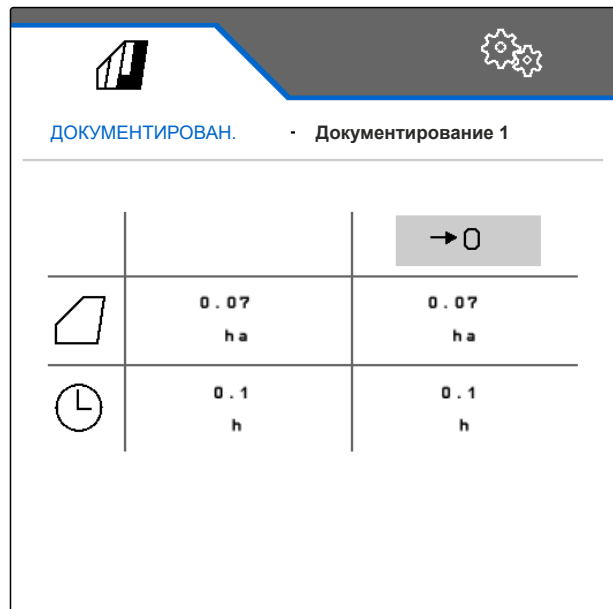 ДОКУМЕНТИРОВАН. - Документирование 1
→0
0.07 0.07
ha ha
0.1 0.1
h h